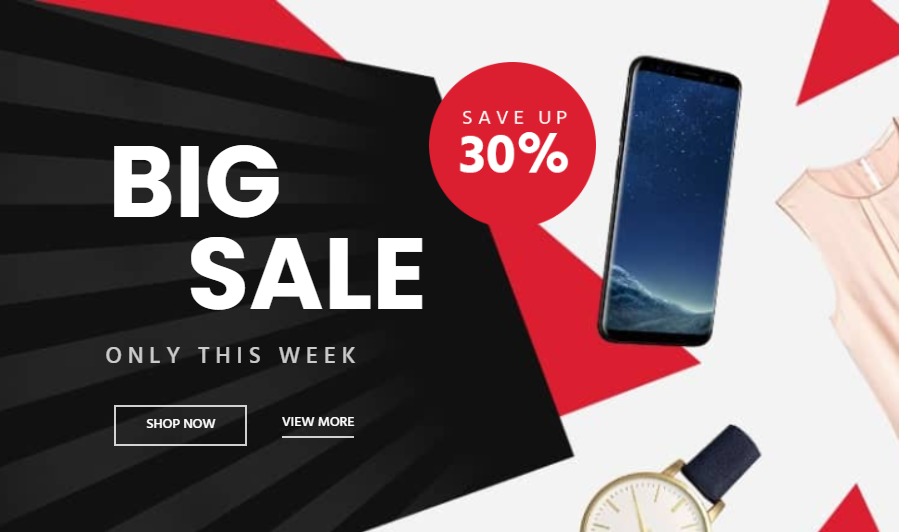 SAVE UP
30%
BIG
SALE
ONLY THIS WEEK
SHOP NOW
VIEW MORE